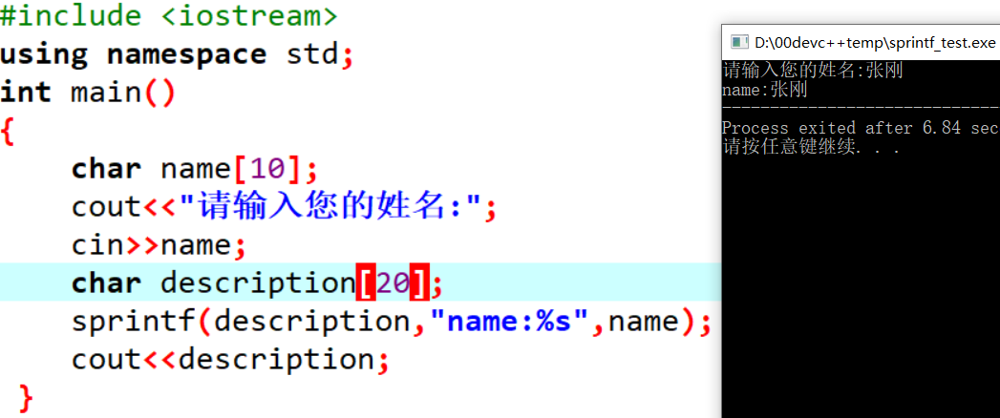 #include <iostream>
using namespace std;
int main()
{
char name[10];
cout<<"请输入您的姓名:";
cin>>name;
char description[20];
sprintf(description,"name:%s",name);
cout<<description;
}
D:\00devc++temp\sprintf_test.exe
请输入您的姓名:张刚
name:张刚
--------------------------------
Process exited after 6.84 sec
请按任意键继续. . .